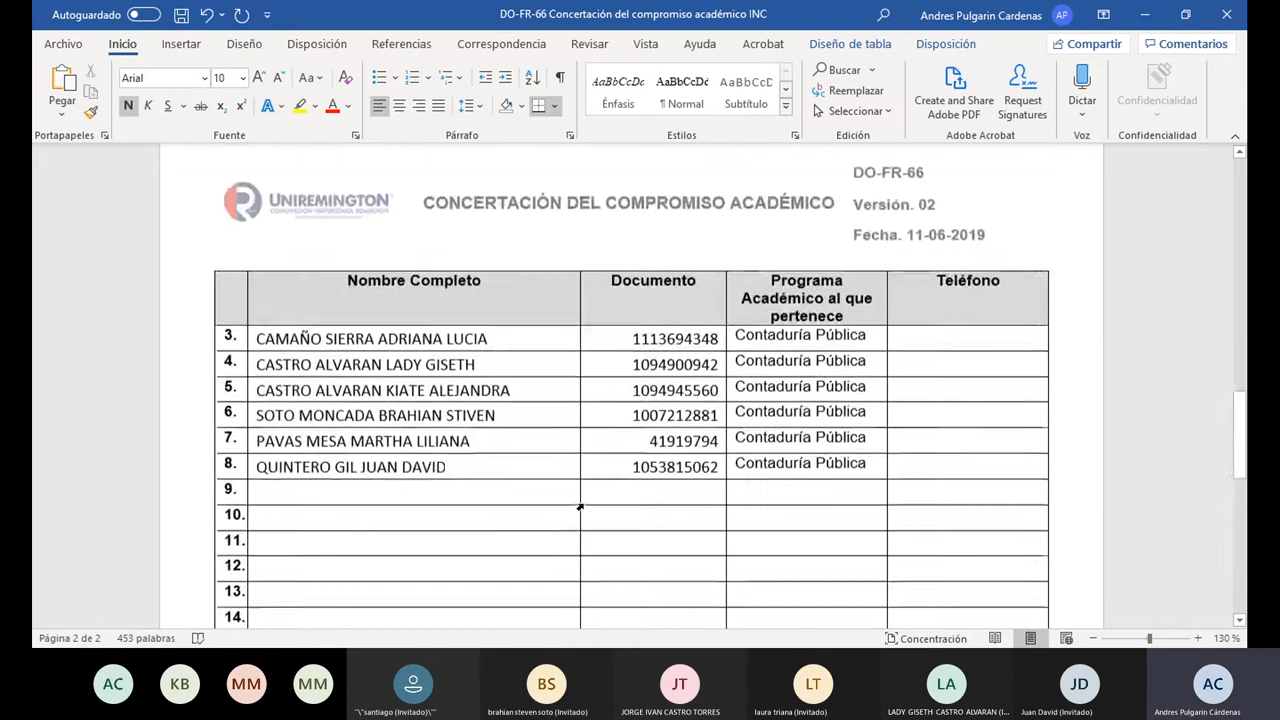 Autoguardado
DO-FR-66 Concertación del compromiso académico INC
Andres Pulgarin Cardenas AP
Archivo Inicio Insertar Diseño Disposición Referencias Correspondencia Revisar Vista Ayuda Acrobat Diseño de tabla Disposición Compartir Comentarios
Pegar
Arial 10
AaBbCcDc AaBbCcDc AaBbCcD
Énfasis ¶ Normal Subtítulo
Buscar
Reemplazar
Seleccionar
Create and Share Adobe PDF
Request Signatures
Dictar
Confidencialidad
Portapapeles Fuente Párrafo Estilos Edición Adobe Acrobat Voz Confidencialidad
UNIREMINGTON
CONCERTACIÓN DEL COMPROMISO ACADÉMICO
DO-FR-66
Versión. 02
Fecha. 11-06-2019
Nombre Completo Documento Programa Académico al que pertenece Teléfono
3. CAMAÑO SIERRA ADRIANA LUCIA 1113694348 Contaduría Pública
4. CASTRO ALVARAN LADY GISETH 1094900942 Contaduría Pública
5. CASTRO ALVARAN KIATE ALEJANDRA 1094945560 Contaduría Pública
6. SOTO MONCADA BRAHIAN STIVEN 1007212881 Contaduría Pública
7. PAVAS MESA MARTHA LILIANA 41919794 Contaduría Pública
8. QUINTERO GIL JUAN DAVID 1053815062 Contaduría Pública
9.
10.
11.
12.
13.
14.
Página 2 de 2 453 palabras Concentración 130 %
AC KB MM MM BS JT LT LA JD AC
"\"santiago (Invitado)\"" brahian steven soto (Invitado) JORGE IVAN CASTRO TORRES laura triana (Invitado) LADY GISETH CASTRO ALVARAN (I... Juan David (Invitado) Andres Pulgarin Cárdenas